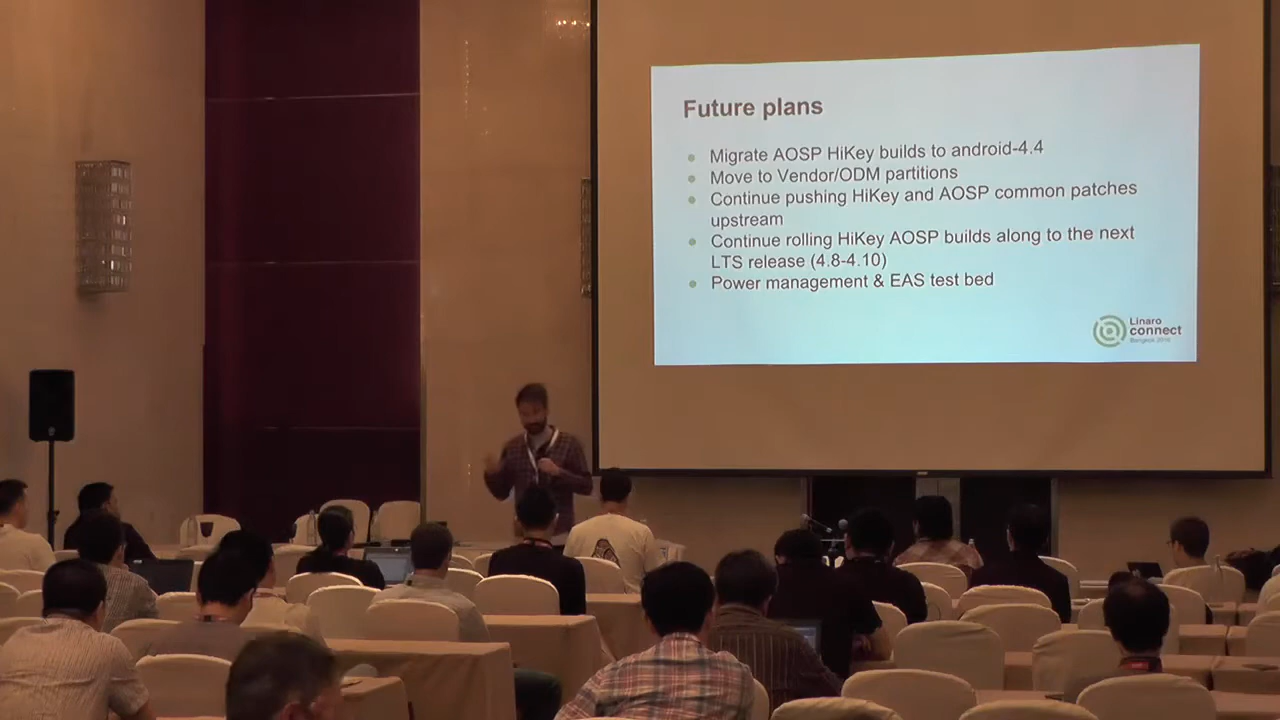 Future plans
Migrate AOSP HiKey builds to android-4.4
Move to Vendor/ODM partitions
Continue pushing HiKey and AOSP common patches
upstream
Continue rolling HiKey AOSP builds along to the next
LTS release (4.8-4.10)
Power management & EAS test bed
Linaro
connect
Bangkok 2016